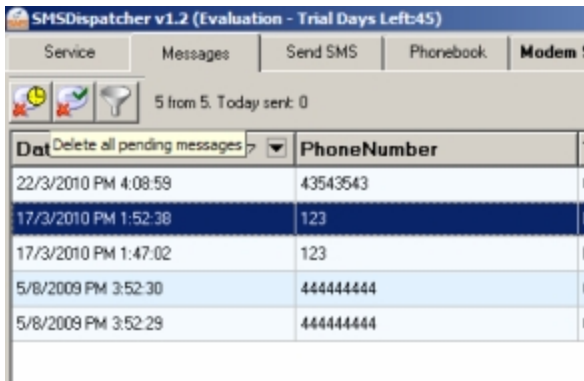 SMSDispatcher v1.2 (Evaluation - Trial Days Left:45)
Service Messages Send SMS Phonebook Modem
5 from 5. Today sent: 0
Delete all pending messages
Dat PhoneNumber
22/3/2010 PM 4:08:59 43543543
17/3/2010 PM 1:52:38 123
17/3/2010 PM 1:47:02 123
5/8/2009 PM 3:52:30 444444444
5/8/2009 PM 3:52:29 444444444